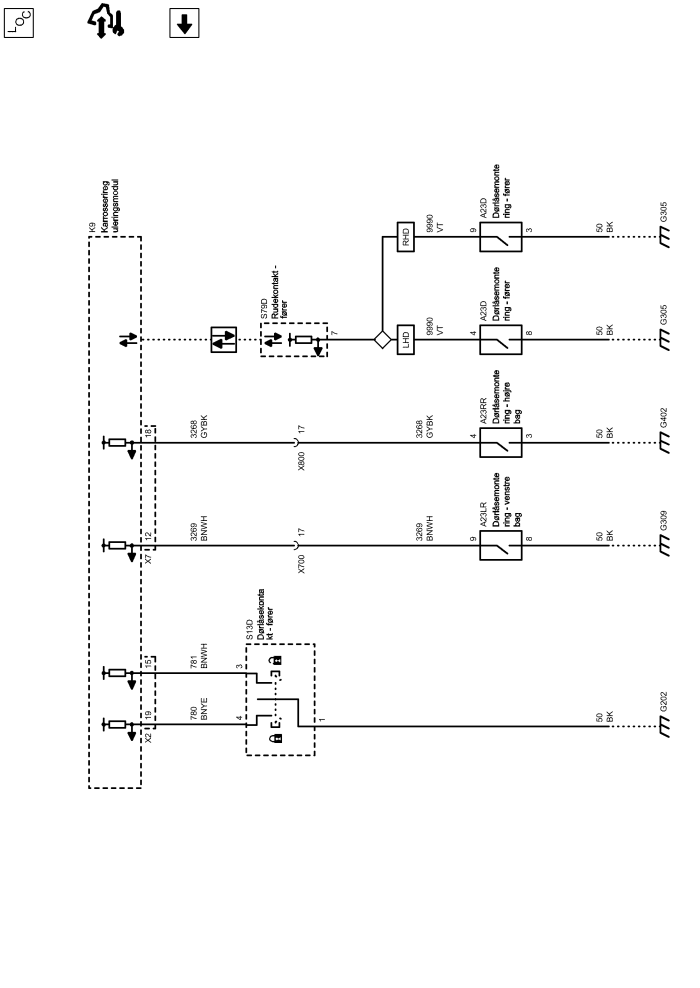 LOC
K9
Karrosserireg
uleringsmodul
X2
19
15
X7
12
18
780
BNYE
781
BNWH
3269
BNWH
3268
GYBK
4
3
S13D
Dørlåsekonta
kt - fører
1
X700
17
X800
17
S79D
Rudekontakt -
fører
7
LHD
RHD
3269
BNWH
3268
GYBK
9990
VT
9990
VT
9
A23LR
Dørlåsemonte
ring - venstre
bag
8
4
A23RR
Dørlåsemonte
ring - højre
bag
3
4
A23D
Dørlåsemonte
ring - fører
8
9
A23D
Dørlåsemonte
ring - fører
3
50
BK
50
BK
50
BK
50
BK
50
BK
G202
G309
G402
G305
G305